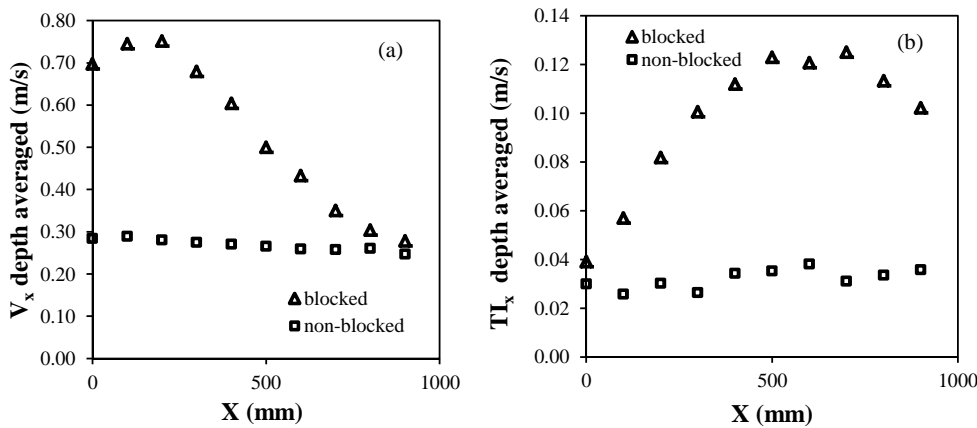 0.80
0.70
0.60
0.50
0.40
0.30
0.20
0.10
0.00
V_x depth averaged (m/s)
(a)
blocked
non-blocked
0
500
1000
X (mm)
0.14
0.12
0.10
0.08
0.06
0.04
0.02
0.00
TI_x depth averaged (m/s)
blocked
non-blocked
(b)
0
500
1000
X (mm)